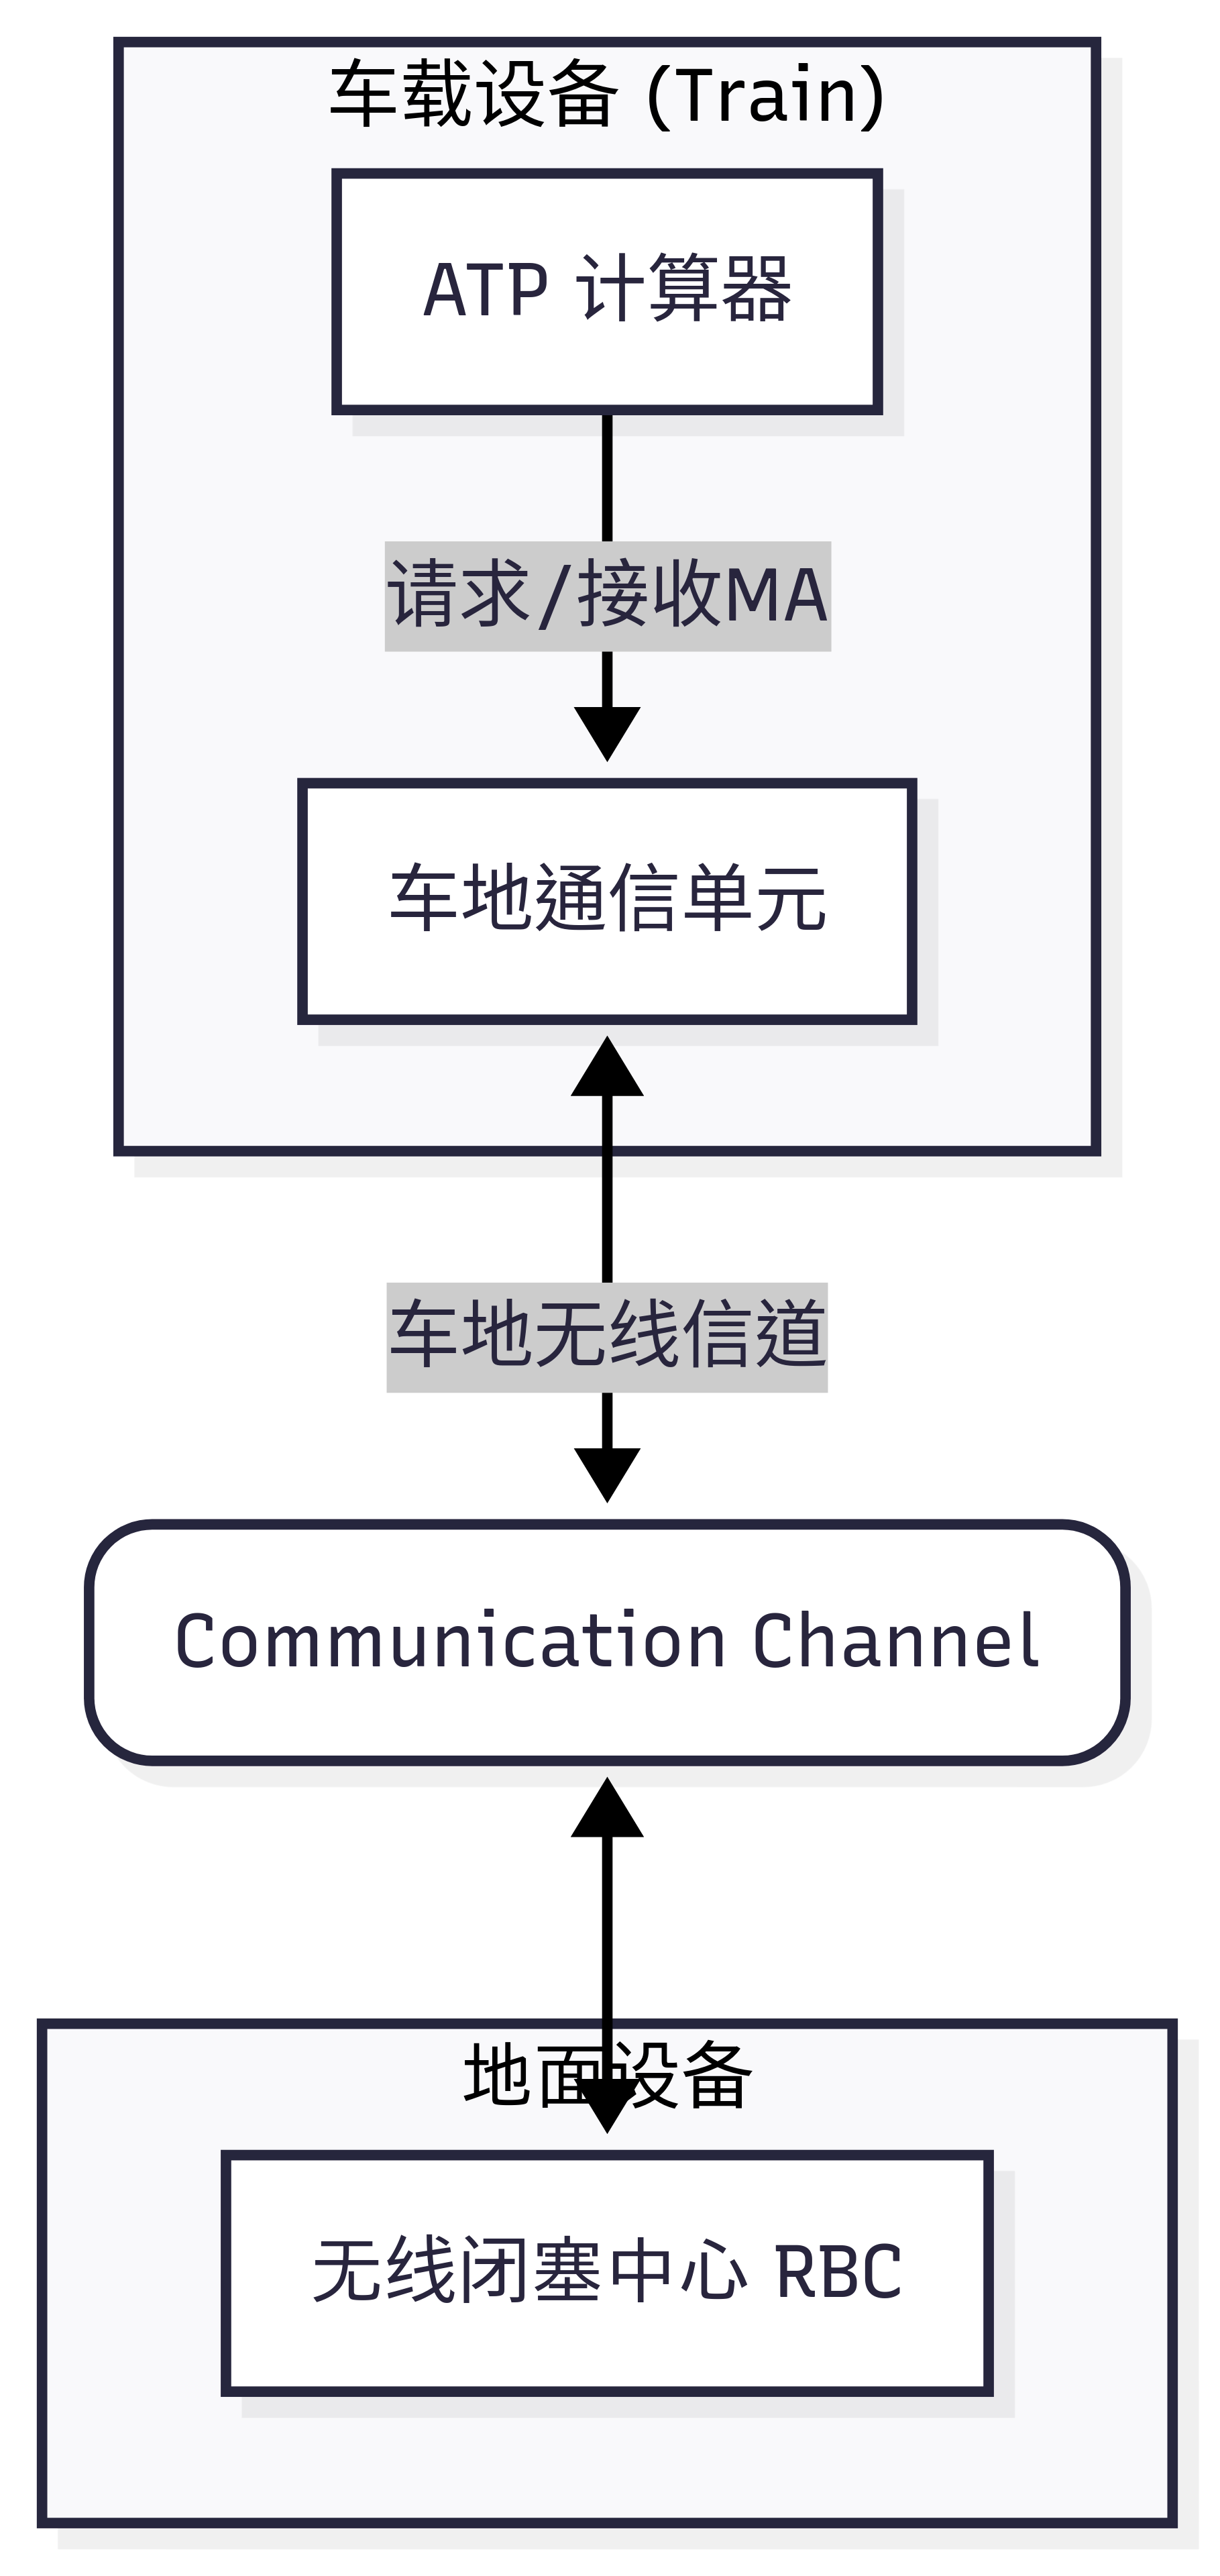 车载设备 (Train)
ATP 计算器
请求/接收MA
车地通信单元
车地无线信道
Communication Channel
地面设备
无线闭塞中心 RBC